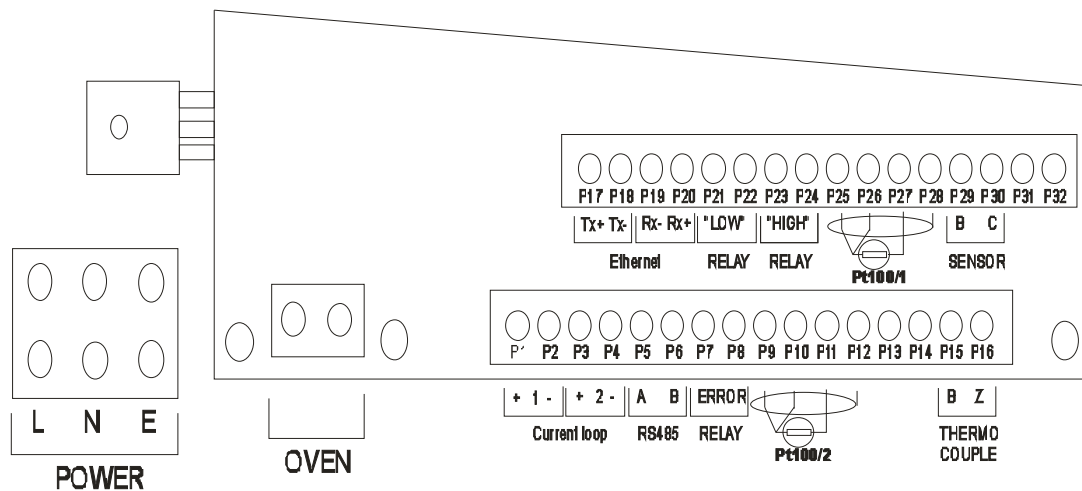 P17 P18 P19 P20 P21 P22 P23 P24 P25 P26 P27 P28 P29 P30 P31 P32
Tx+ Tx- Rx- Rx+ "LOW" "HIGH" B C
Ethernet RELAY RELAY SENSOR
Pt100/1
P1 P2 P3 P4 P5 P6 P7 P8 P9 P10 P11 P12 P13 P14 P15 P16
+ 1 - + 2 - A B ERROR B Z
Current loop RS485 RELAY THERMO
Pt100/2 COUPLE
L N E
POWER
OVEN